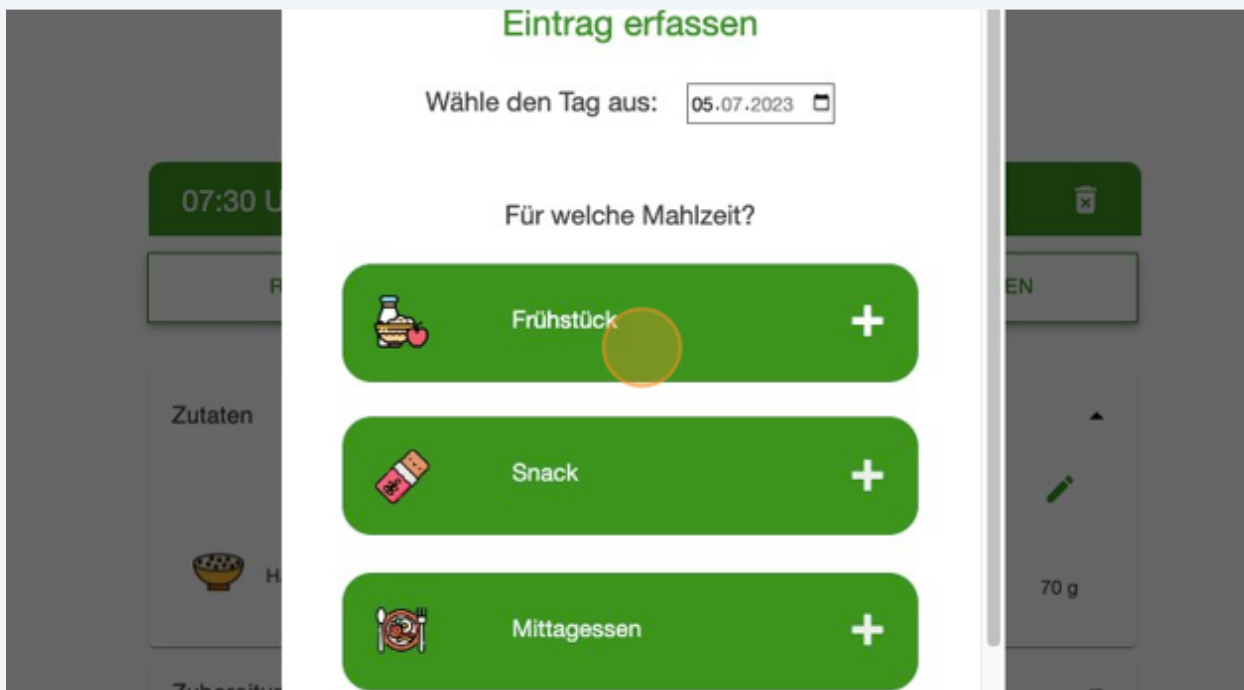 Eintrag erfassen
Wähle den Tag aus: 05.07.2023
07:30
Für welche Mahlzeit?
EN
Frühstück
Zutaten
Snack
70 g
Mittagessen